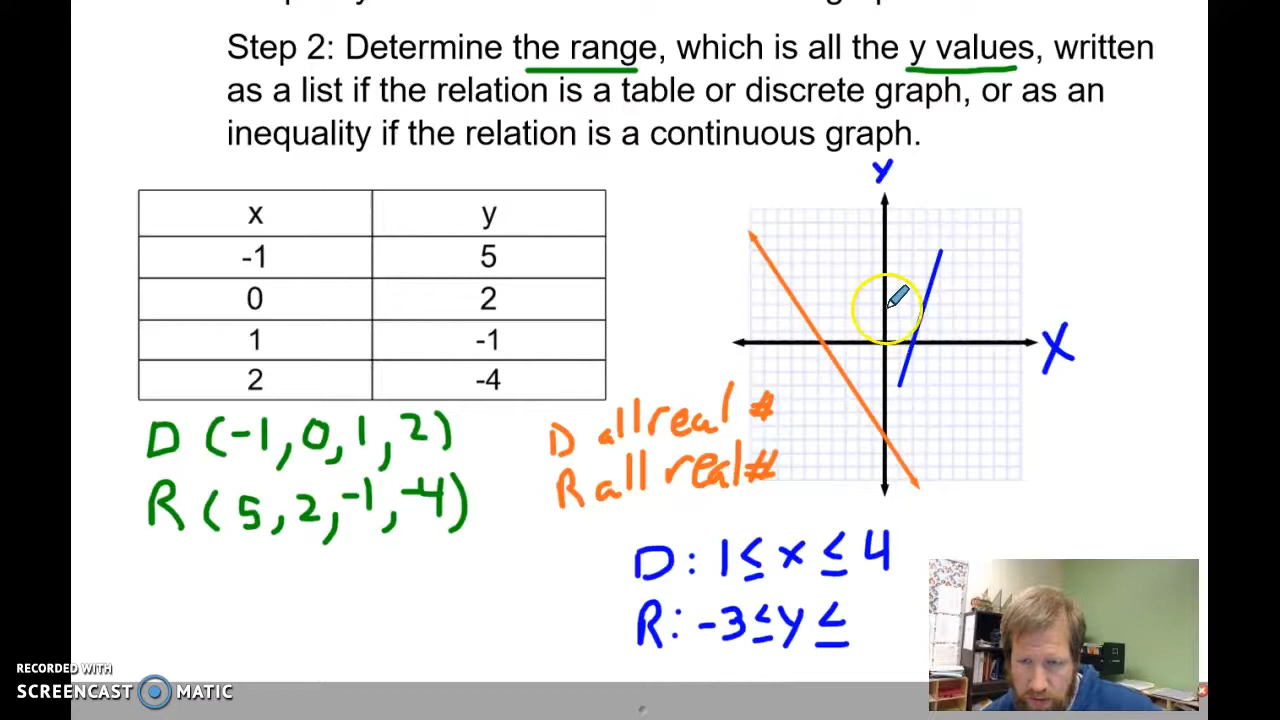 Step 2: Determine the range, which is all the y values, written
as a list if the relation is a table or discrete graph, or as an
inequality if the relation is a continuous graph.
y
x y
-1 5
0 2
1 -1
2 -4
X
D (-1, 0, 1, 2)
R (5, 2, -1, -4)
D all real #
R all real #
D: 1 ≤ x ≤ 4
R: -3 ≤ y ≤
RECORDED WITH
SCREENCAST MATIC